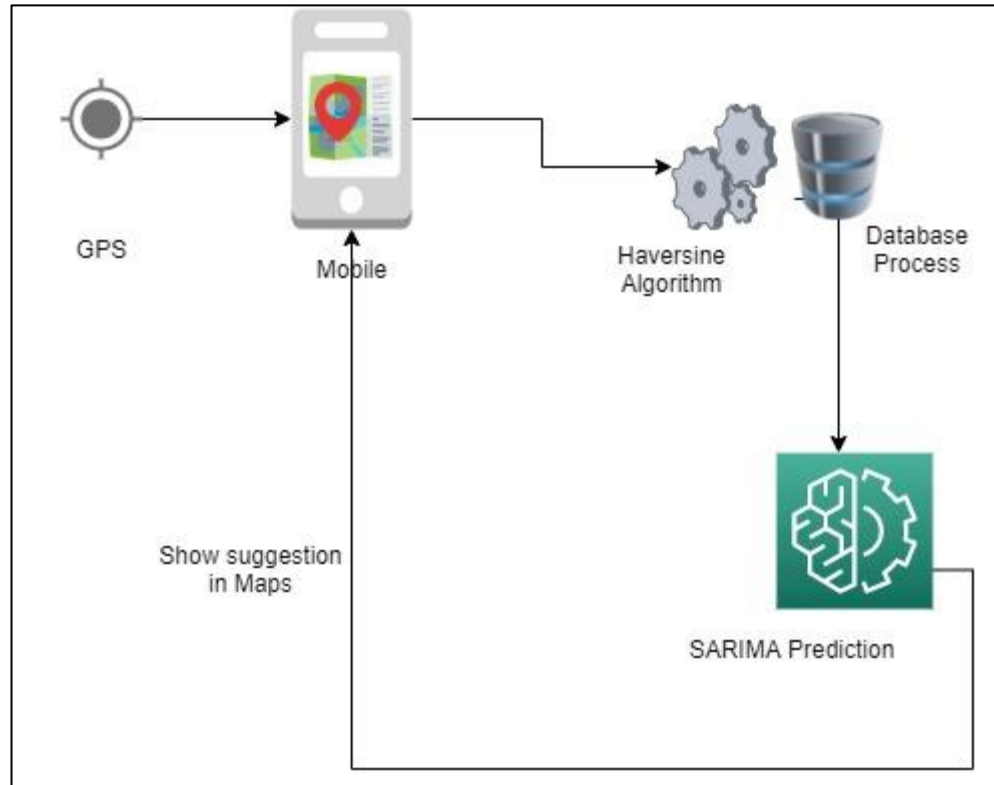 GPS
Mobile
Haversine
Algorithm
Database
Process
Show suggestion
in Maps
SARIMA Prediction